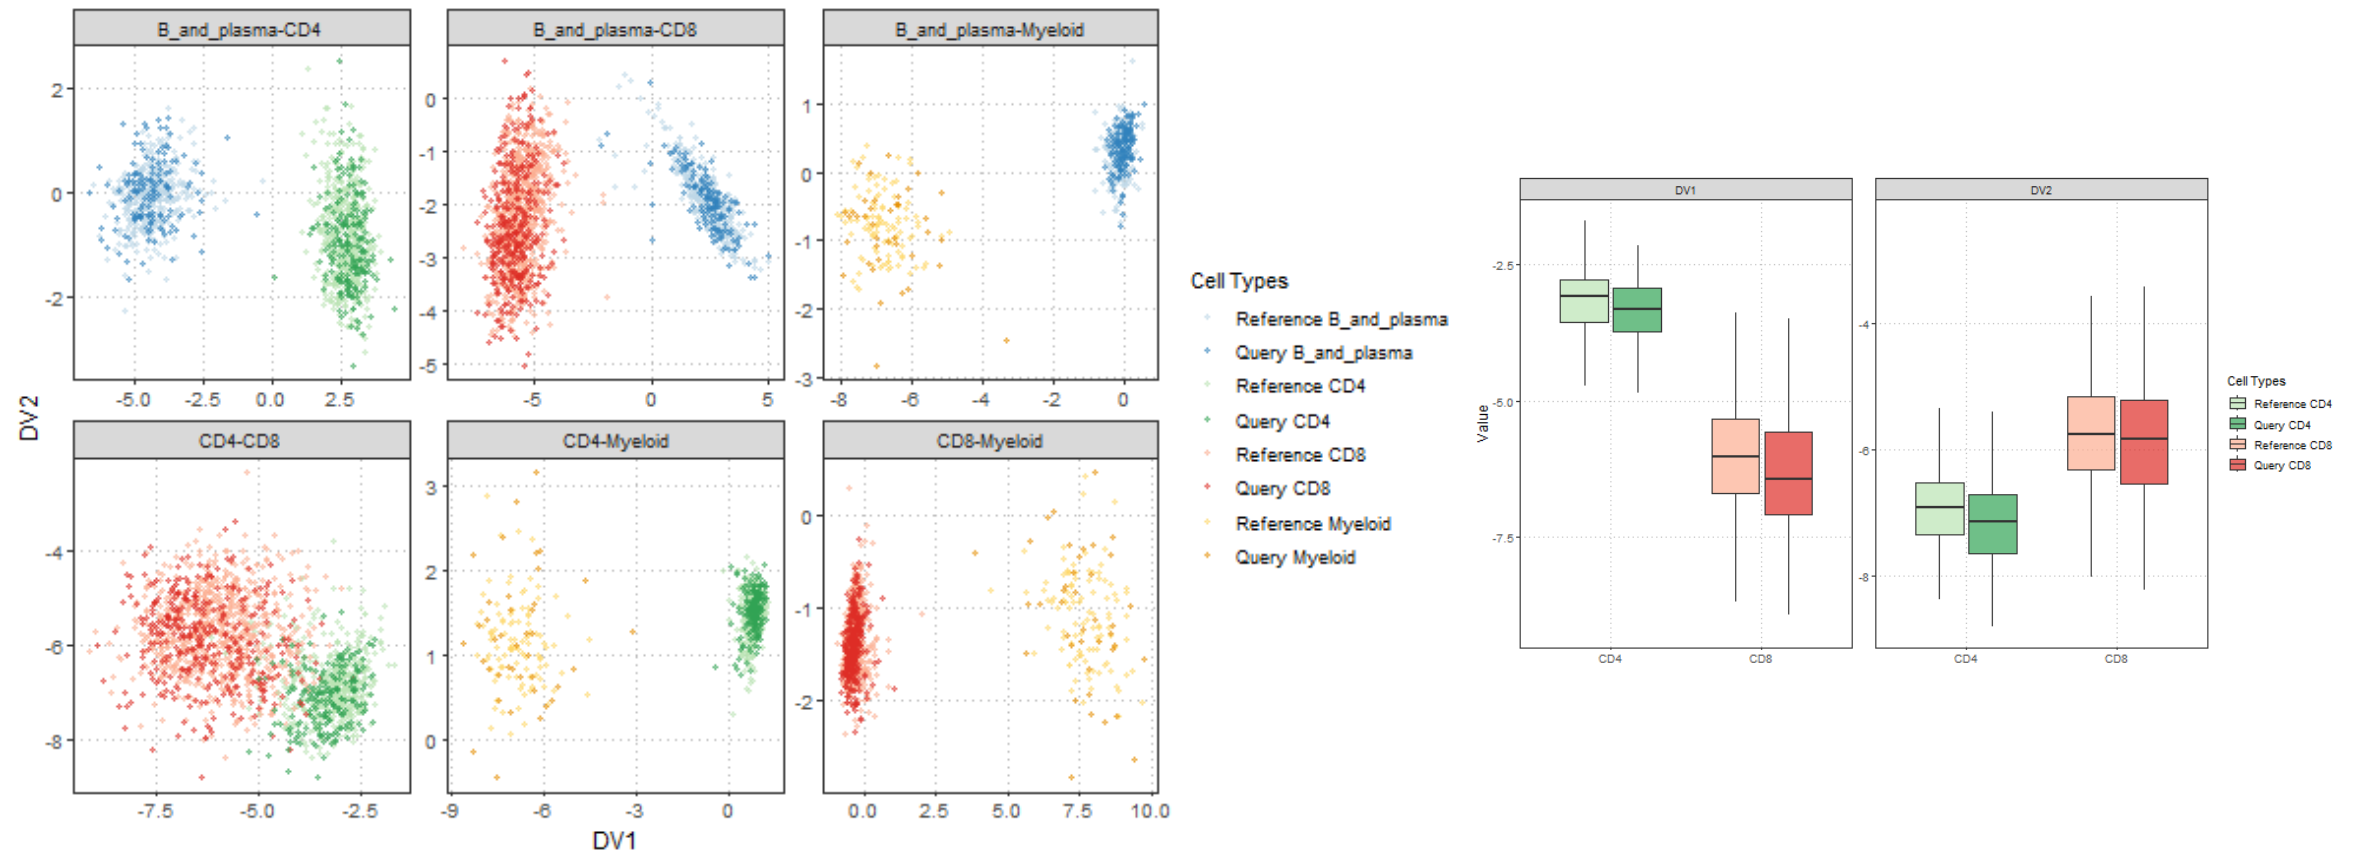 B_and_plasma-CD4
B_and_plasma-CD8
B_and_plasma-Myeloid
2
0
-2
-5.0 -2.5 0.0 2.5
0
-1
-2
-3
-4
-5
-5 0 5
1
0
-1
-2
-3
-8 -6 -4 -2 0
DV2
CD4-CD8
CD4-Myeloid
CD8-Myeloid
-4
-6
-8
-7.5 -5.0 -2.5
3
2
1
0
-9 -6 -3 0
0
-1
-2
0.0 2.5 5.0 7.5 10.0
DV1
Cell Types
Reference B_and_plasma
Query B_and_plasma
Reference CD4
Query CD4
Reference CD8
Query CD8
Reference Myeloid
Query Myeloid
DV1
DV2
Value
-2.5
-5.0
-7.5
CD4 CD8
-4
-6
-8
CD4 CD8
Cell Types
Reference CD4
Query CD4
Reference CD8
Query CD8